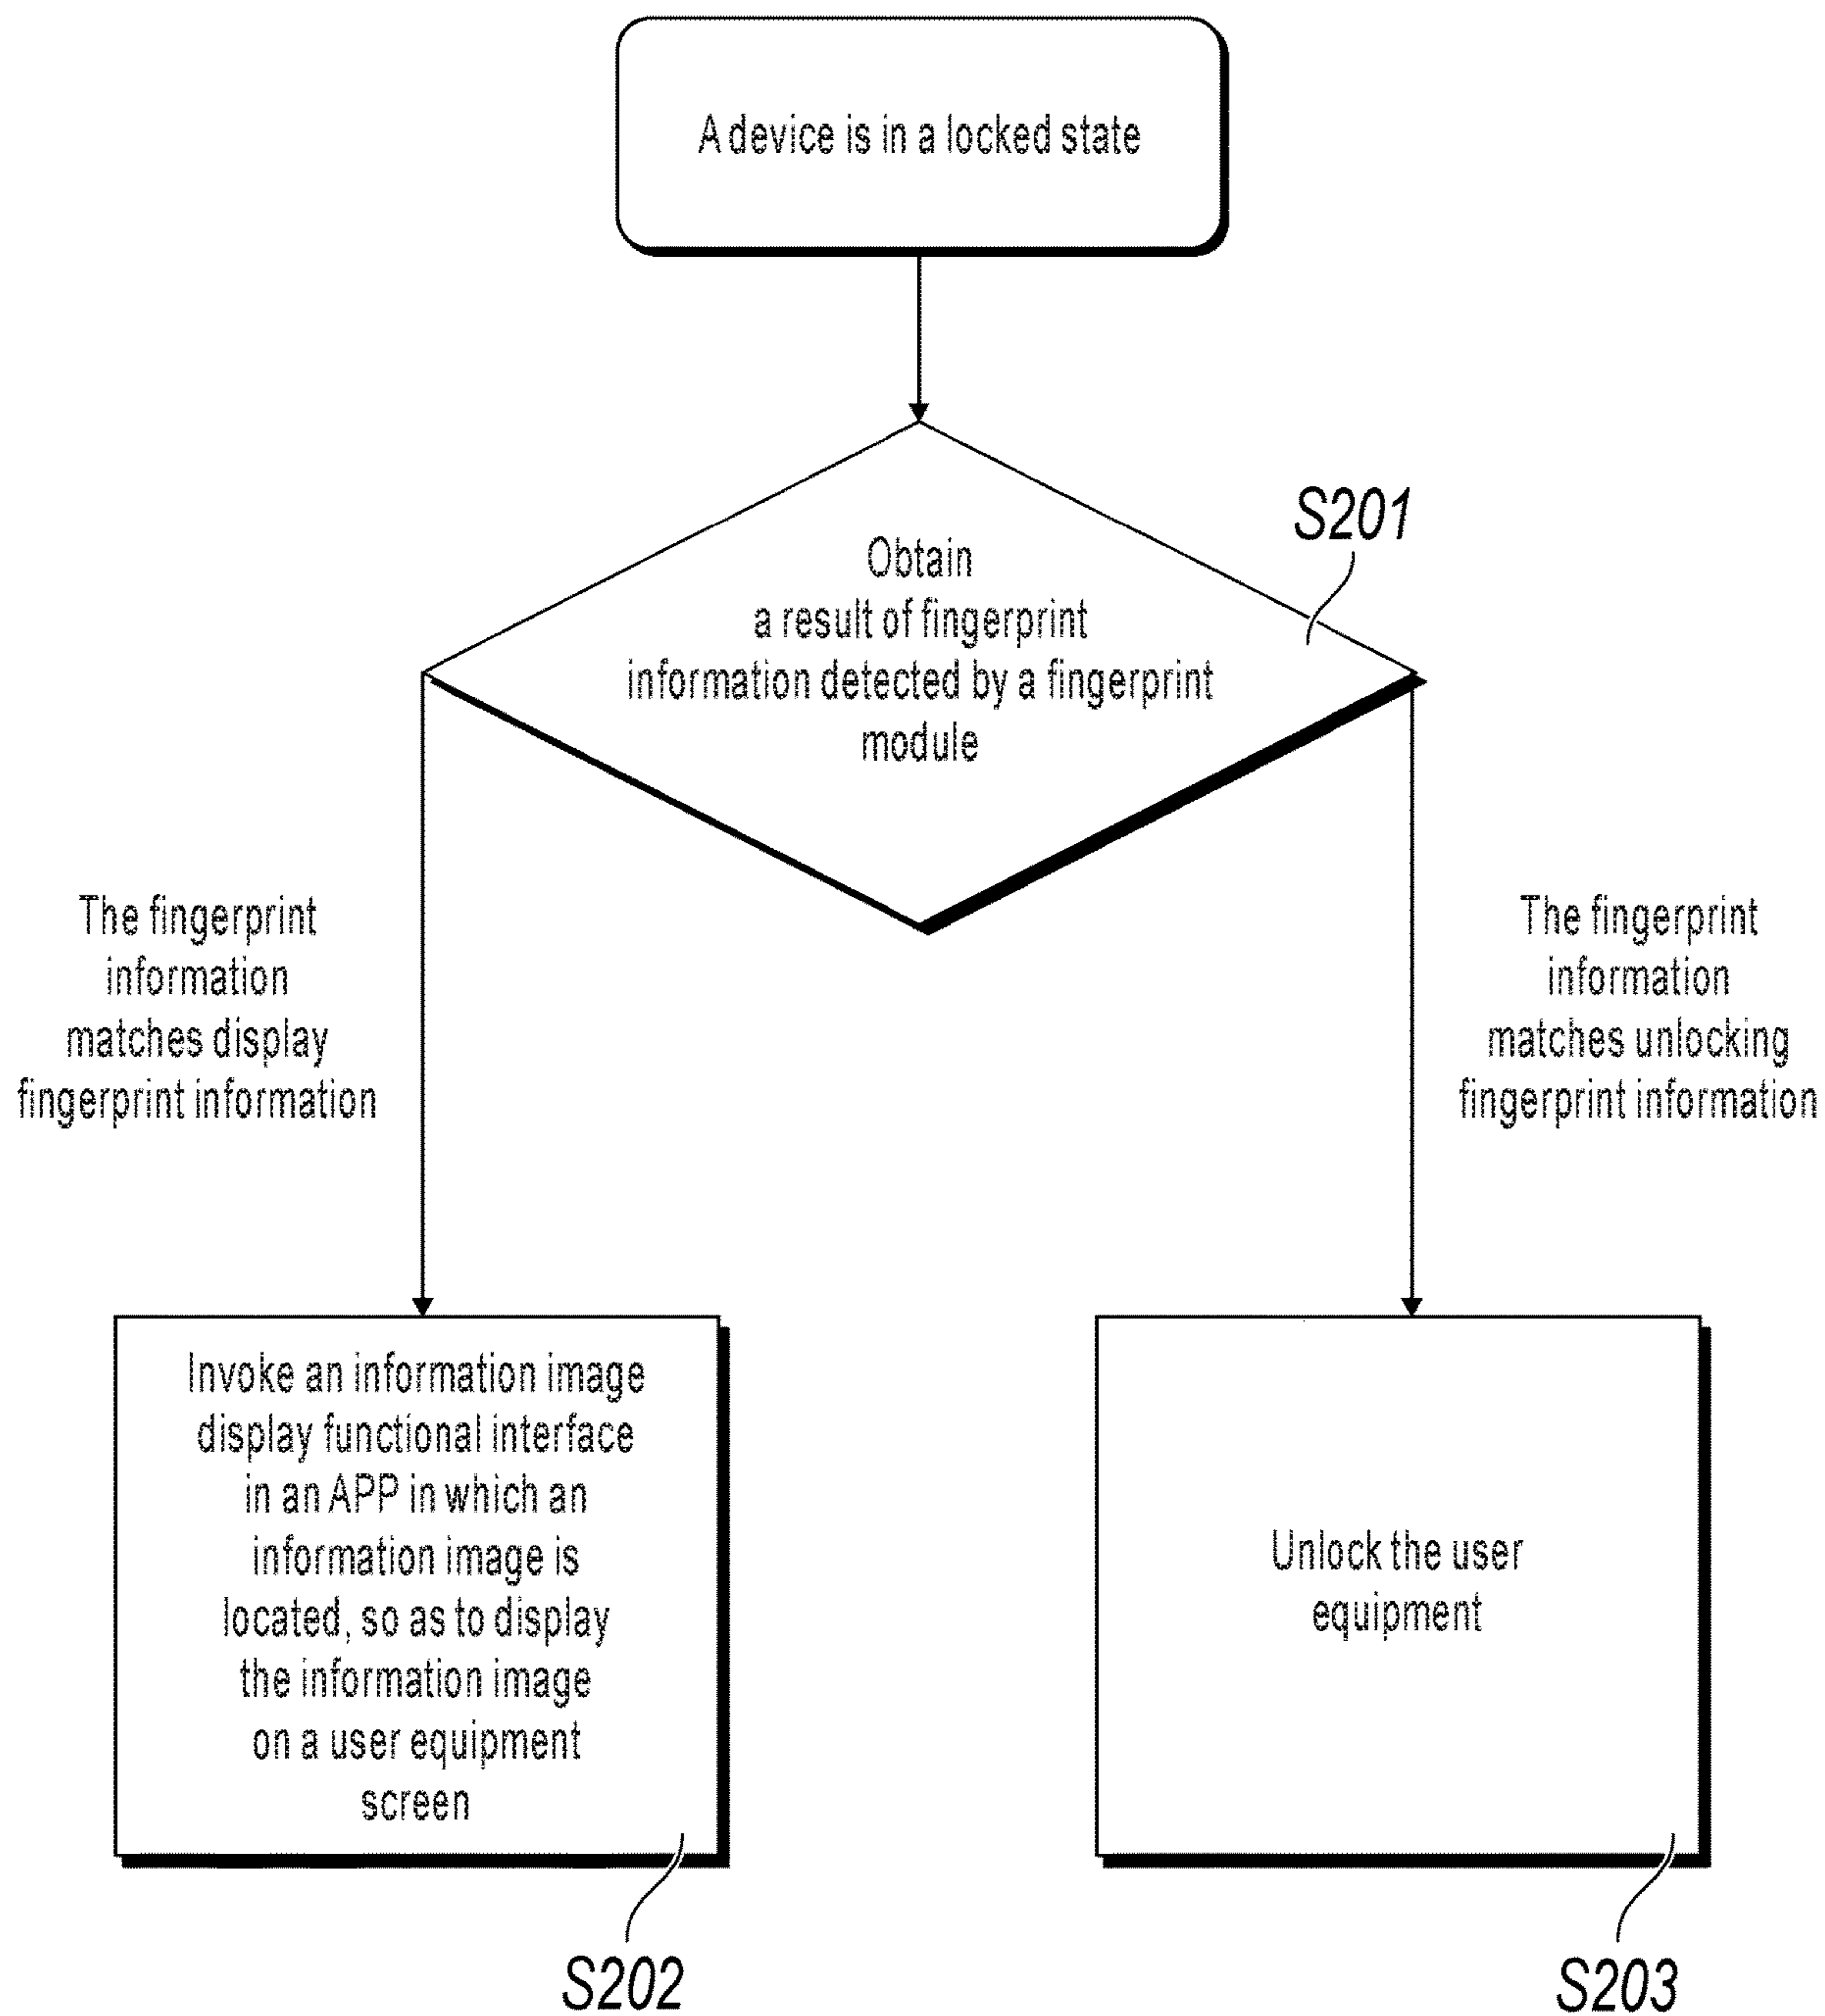 A device is in a locked state
S201
Obtain
a result of fingerprint
information detected by a fingerprint
module
The fingerprint
information
matches display
fingerprint information
The fingerprint
information
matches unlocking
fingerprint information
Invoke an information image
display functional interface
in an APP in which an
information image is
located, so as to display
the information image
on a user equipment
screen
S202
Unlock the user
equipment
S203